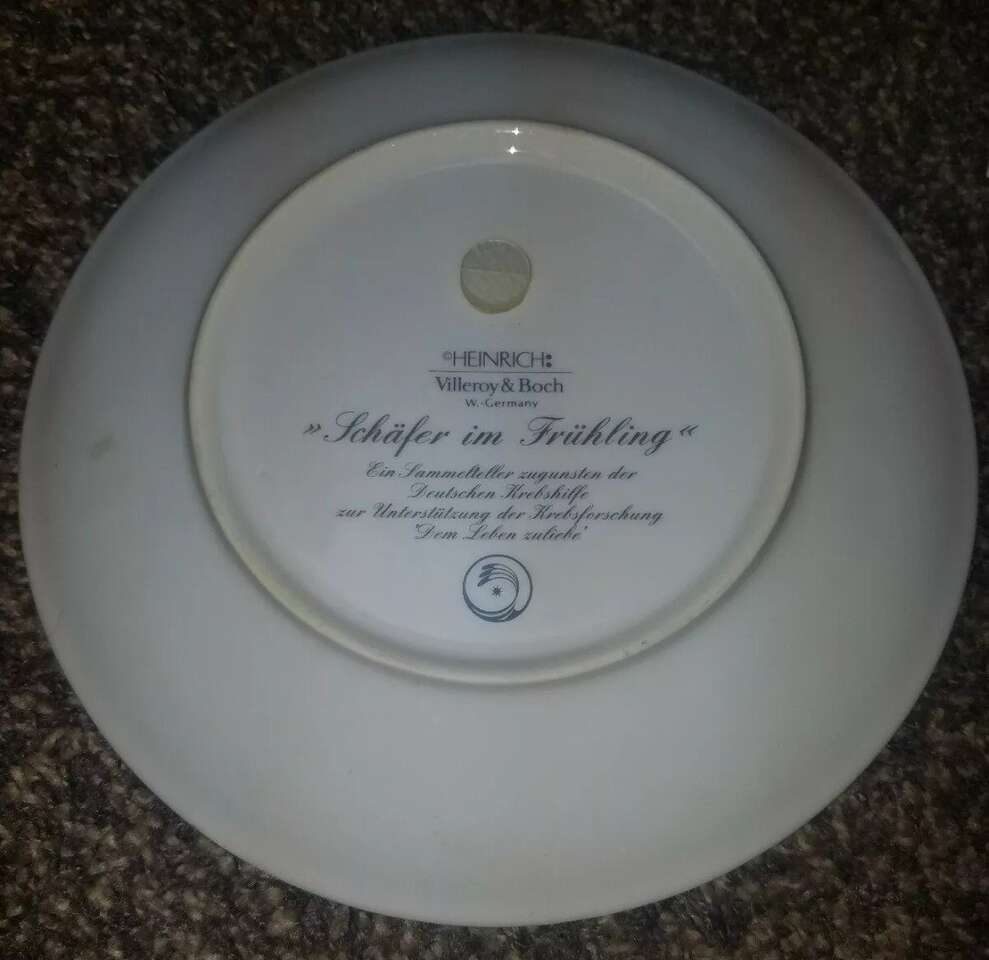 ©HEINRICH
Villeroy & Boch
W.-Germany
»Schäfer im Frühling«
Ein Sammelteller zugunsten der
Deutschen Krebshilfe
zur Unterstützung der Krebsforschung
'Dem Leben zuliebe'